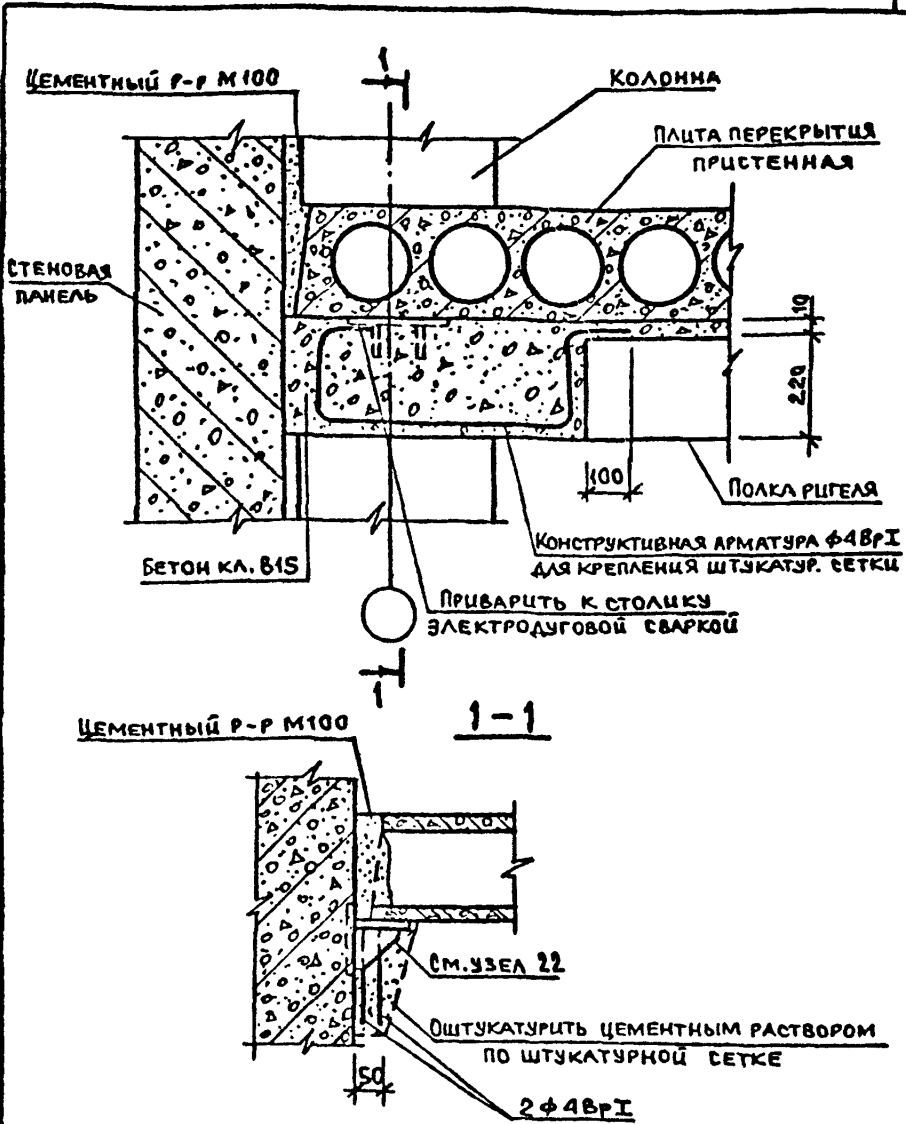 1
ЦЕМЕНТНЫЙ Р-Р М100
КОЛОННА
ПЛИТА ПЕРЕКРЫТИЯ
ПРИСТЕННАЯ
СТЕНОВАЯ
ПАНЕЛЬ
10
220
100
ПОЛКА РИГЕЛЯ
КОНСТРУКТИВНАЯ АРМАТУРА ϕ4ВрI
ДЛЯ КРЕПЛЕНИЯ ШТУКАТУР. СЕТКИ
БЕТОН КЛ. В15
ПРИВАРИТЬ К СТОЛИКУ
ЭЛЕКТРОДУГОВОЙ СВАРКОЙ
1
1-1
ЦЕМЕНТНЫЙ Р-Р М100
СМ. УЗЕЛ 22
ОШТУКАТУРИТЬ ЦЕМЕНТНЫМ РАСТВОРОМ
ПО ШТУКАТУРНОЙ СЕТКЕ
50
2ϕ4ВрI